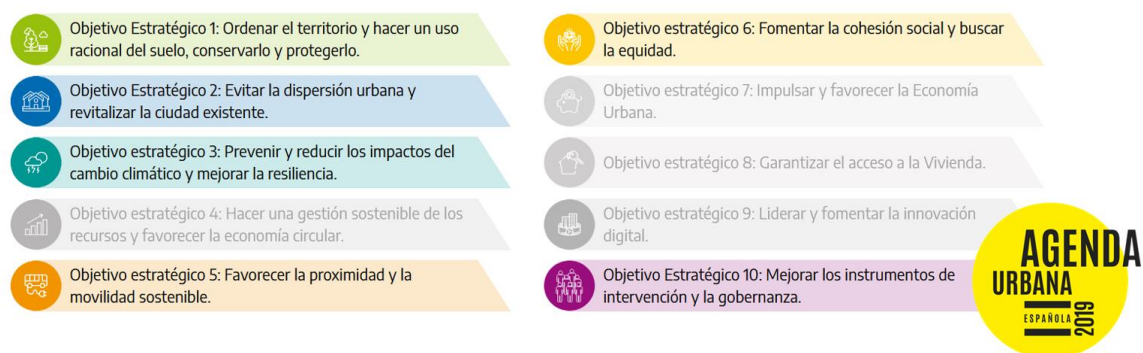 Objetivo Estratégico 1: Ordenar el territorio y hacer un uso
racional del suelo, conservarlo y protegerlo.
Objetivo Estratégico 2: Evitar la dispersión urbana y
revitalizar la ciudad existente.
Objetivo estratégico 3: Prevenir y reducir los impactos del
cambio climático y mejorar la resiliencia.
Objetivo estratégico 4: Hacer una gestión sostenible de los
recursos y favorecer la economía circular.
Objetivo estratégico 5: Favorecer la proximidad y la
movilidad sostenible.
Objetivo estratégico 6: Fomentar la cohesión social y buscar
la equidad.
Objetivo estratégico 7: Impulsar y favorecer la Economía
Urbana.
Objetivo estratégico 8: Garantizar el acceso a la Vivienda.
Objetivo estratégico 9: Liderar y fomentar la innovación
digital.
Objetivo Estratégico 10: Mejorar los instrumentos de
intervención y la gobernanza.
AGENDA
URBANA
ESPAÑOLA
2019